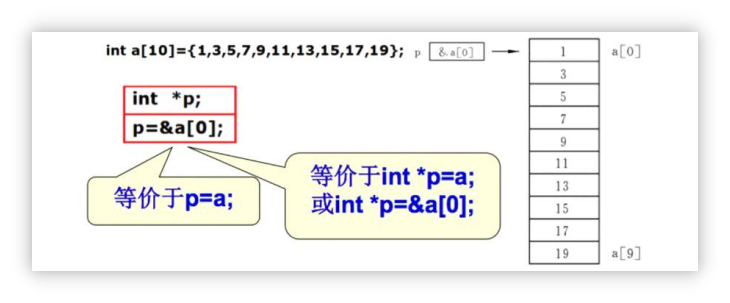 int a[10]={1,3,5,7,9,11,13,15,17,19};
p
&a[0]
int *p;
p=&a[0];
等价于p=a;
等价于int *p=a;
或int *p=&a[0];
1
a[0]
3
5
7
9
11
13
15
17
19
a[9]